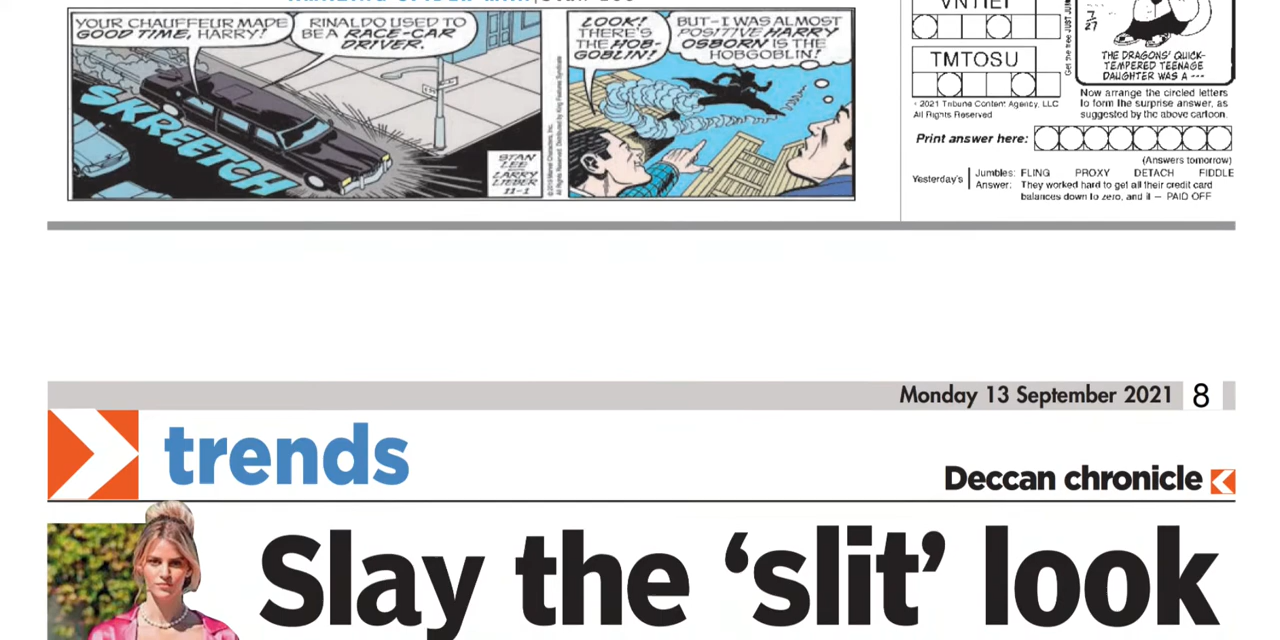 YOUR CHAUFFEUR MADE
GOOD TIME, HARRY!
RINALDO USED TO
BE A RACE-CAR
DRIVER.
SKREETCH
STAN
LEE
LARRY
LIEBER
11-1
LOOK!
THERE'S
THE HOB-
GOBLIN!
BUT-I WAS ALMOST
POSITIVE HARRY
OSBORN IS THE
HOBGOBLIN!
TMTOSU
© 2021 Tribune Content Agency, LLC
All Rights Reserved
THE DRAGONS' QUICK-
TEMPERED TEENAGE
DAUGHTER WAS A ---
Now arrange the circled letters
to form the surprise answer, as
suggested by the above cartoon.
Print answer here:
(Answers tomorrow)
Yesterday's
Jumbles: FLING PROXY DETACH FIDDLE
Answer: They worked hard to get all their credit card
balances down to zero, and it — PAID OFF
Monday 13 September 2021 8
trends
Deccan chronicle
Slay the ‘slit’ look